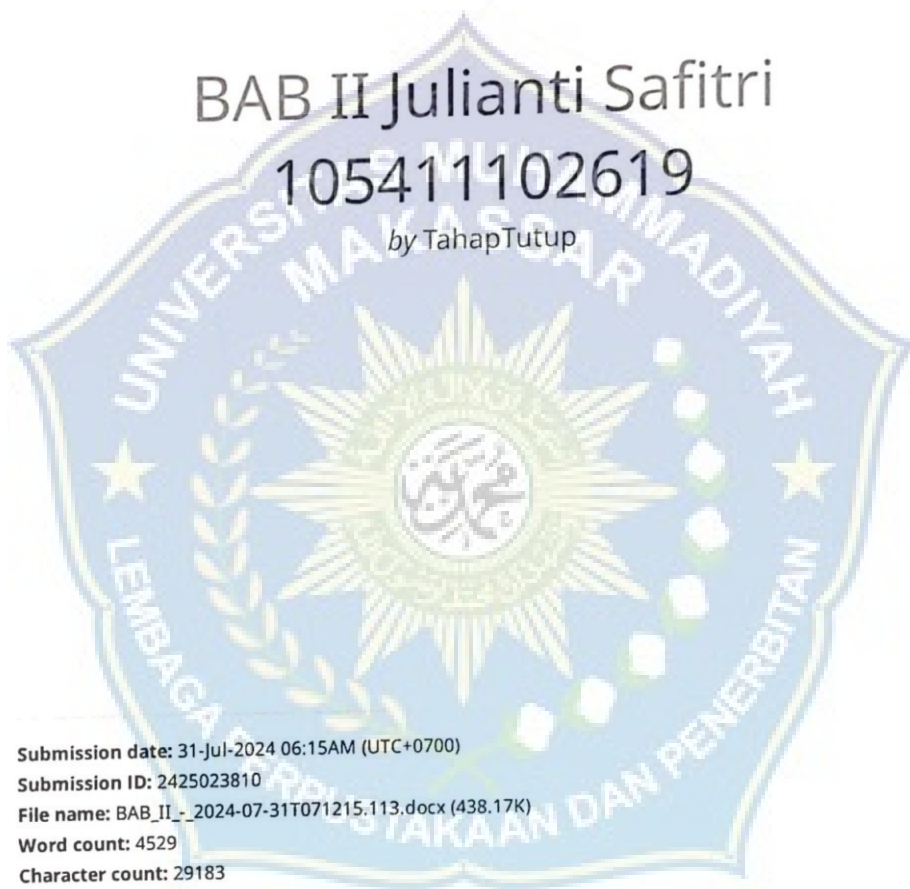 BAB II Julianti Safitri
105411102619
by TahapTutup
UNIVERSITAS MUHAMMADIYAH
MAKASSAR
LEMBAGA PERPUSTAKAAN DAN PENERBITAN
Submission date: 31-Jul-2024 06:15AM (UTC+0700)
Submission ID: 2425023810
File name: BAB_II_-_2024-07-31T071215.113.docx (438.17K)
Word count: 4529
Character count: 29183